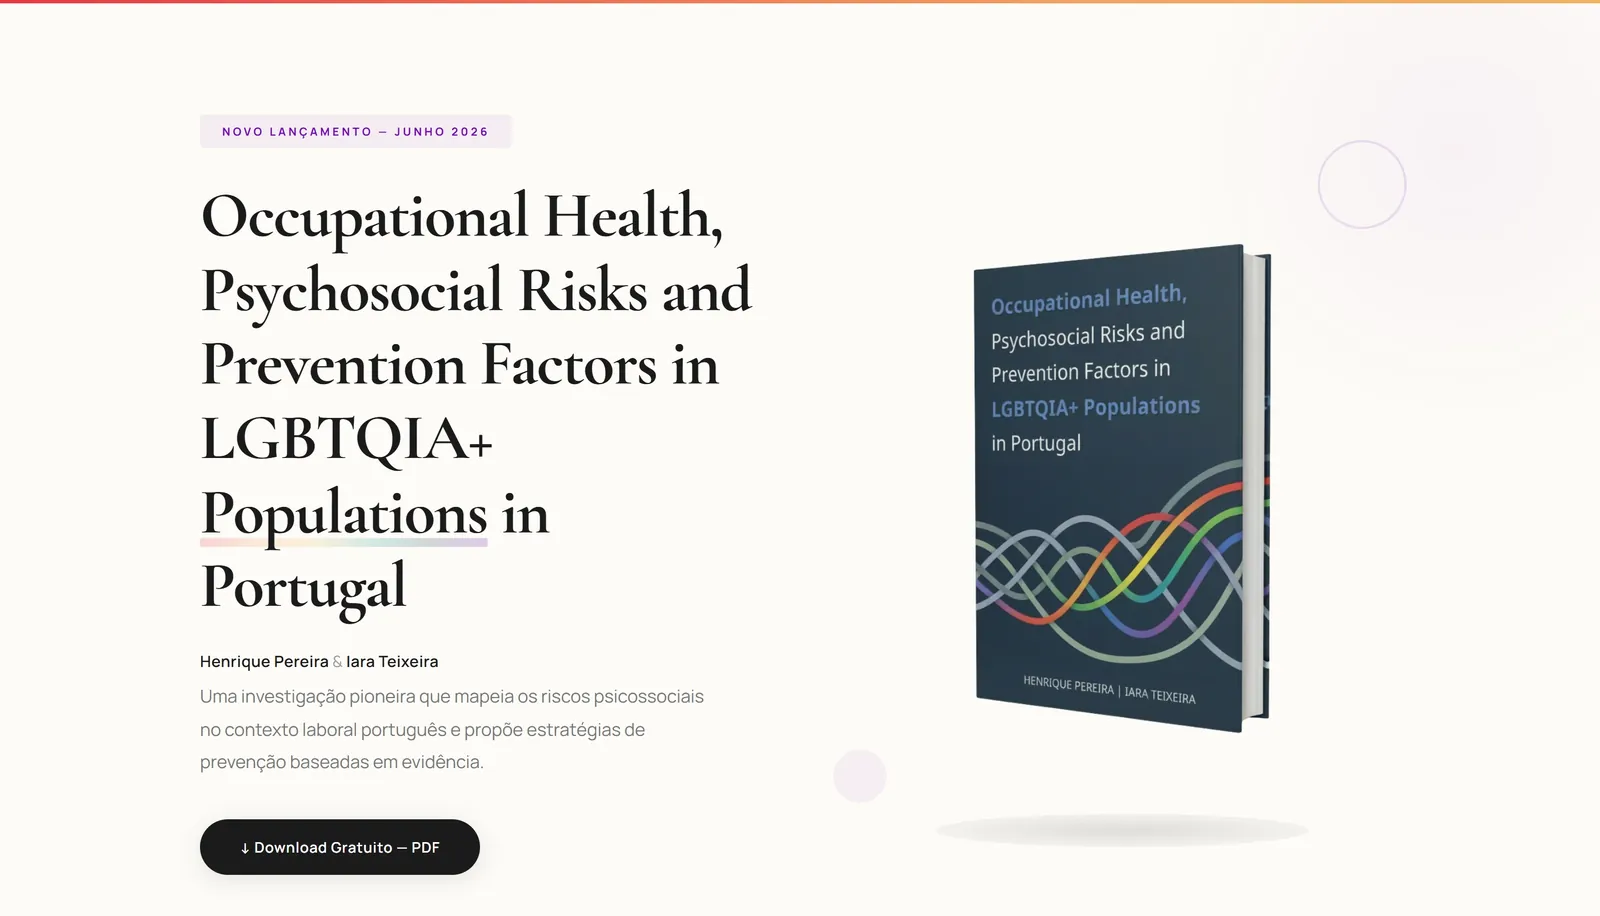 NOVO LANÇAMENTO — JUNHO 2026
Occupational Health,
Psychosocial Risks and
Prevention Factors in
LGBTQIA+
Populations in
Portugal
Henrique Pereira & Iara Teixeira
Uma investigação pioneira que mapeia os riscos psicossociais
no contexto laboral português e propõe estratégias de
prevenção baseadas em evidência.
↓ Download Gratuito — PDF
Occupational Health,
Psychosocial Risks and
Prevention Factors in
LGBTQIA+ Populations
in Portugal
HENRIQUE PEREIRA | IARA TEIXEIRA